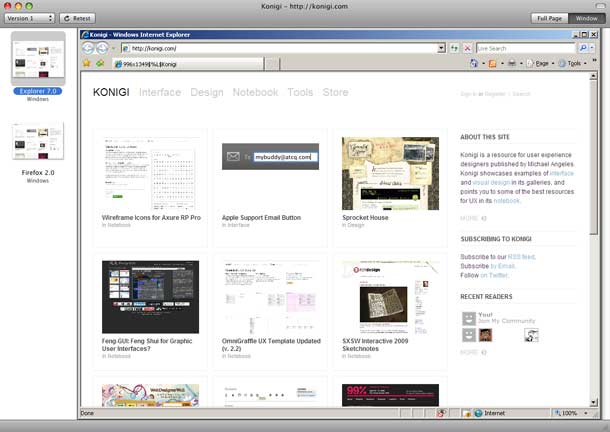 Konigi - http://konigi.com
Version 1
Retest
Full Page
Window
Explorer 7.0
Windows
Firefox 2.0
Windows
Konigi - Windows Internet Explorer
http://konigi.com/
Live Search
996x1349$%L$Konigi
Page
Tools
KONIGI Interface Design Notebook Tools Store
Sign in or Register | Search
Wireframe Icons for Axure RP Pro
in Notebook
To
mybuddy@atcq.com
Apple Support Email Button
in Interface
Sprocket House
in Design
Feng GUI: Feng Shui for Graphic
User Interfaces?
in Notebook
OmniGraffle UX Template Updated
(v. 2.2)
in Notebook
SXSW Interactive 2009
Sketchnotes
in Notebook
99%
ABOUT THIS SITE
Konigi is a resource for user experience
designers published by Michael Angeles.
Konigi showcases examples of interface
and visual design in its galleries, and
points you to some of the best resources
for UX in its notebook.
MORE
SUBSCRIBING TO KONIGI
Subscribe to our RSS feed,
Subscribe by Email,
Follow on Twitter.
RECENT READERS
You!
Join My Community
MORE
Done
Internet
100%